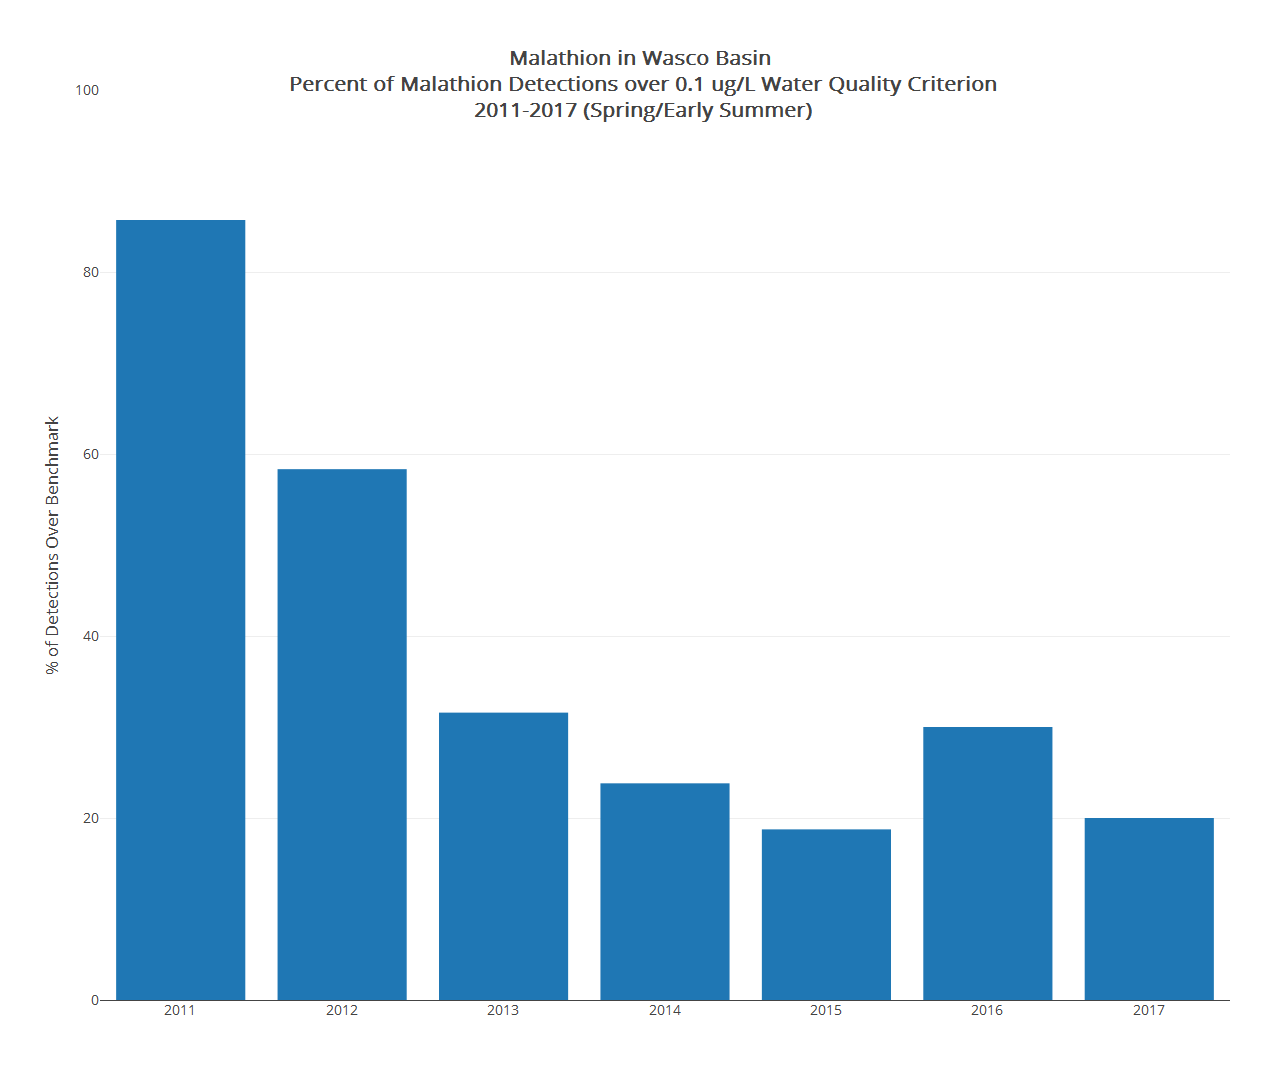 Malathion in Wasco Basin
Percent of Malathion Detections over 0.1 ug/L Water Quality Criterion
2011-2017 (Spring/Early Summer)
100
80
60
40
20
0
% of Detections Over Benchmark
2011 2012 2013 2014 2015 2016 2017